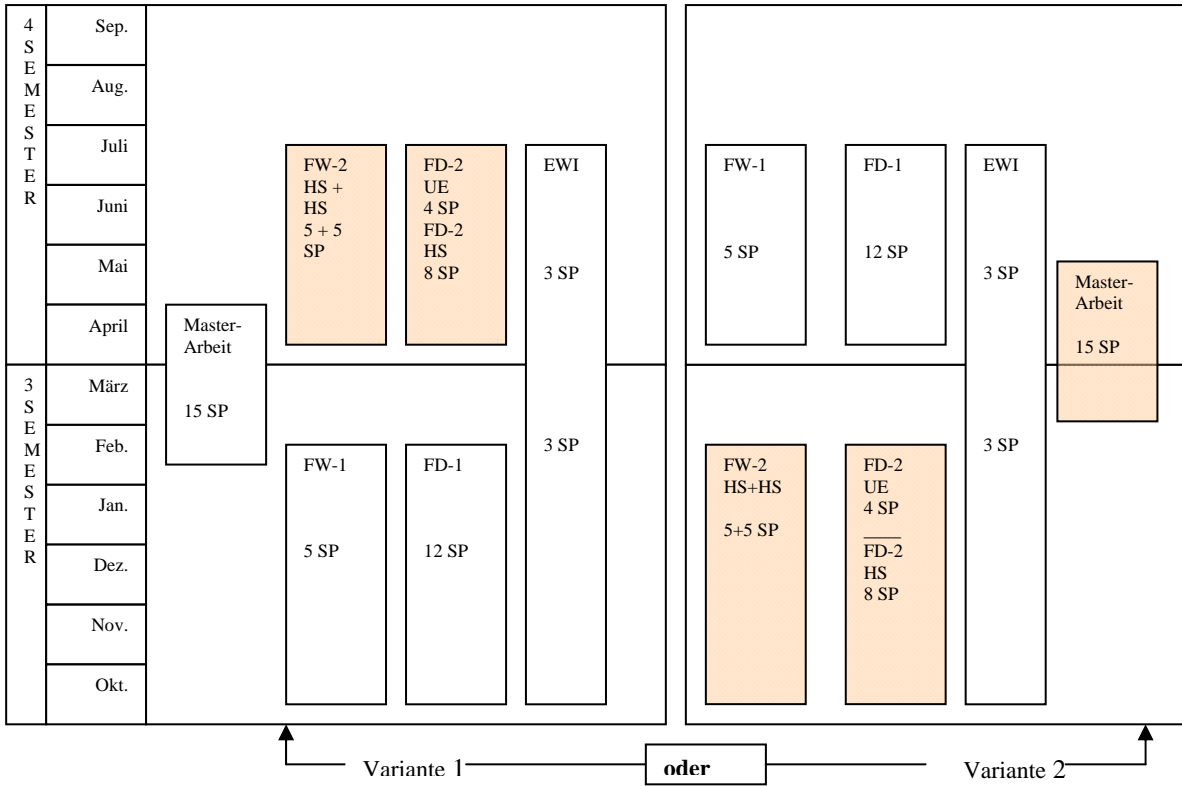 4
S
E
M
E
S
T
E
R
Sep.
Aug.
Juli
Juni
Mai
April
3
S
E
M
E
S
T
E
R
März
Feb.
Jan.
Dez.
Nov.
Okt.
Master-
Arbeit
15 SP
FW-2
HS +
HS
5 + 5
SP
FD-2
UE
4 SP
FD-2
HS
8 SP
EWI
3 SP
3 SP
FW-1
5 SP
FD-1
12 SP
FW-1
5 SP
FD-1
12 SP
EWI
3 SP
3 SP
Master-
Arbeit
15 SP
FW-2
HS+HS
5+5 SP
FD-2
UE
4 SP
FD-2
HS
8 SP
Variante 1
oder
Variante 2